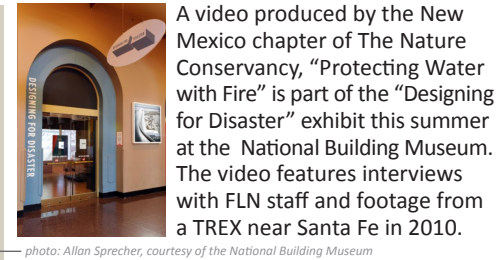 A video produced by the New
Mexico chapter of The Nature
Conservancy, “Protecting Water
with Fire” is part of the “Designing
for Disaster” exhibit this summer
at the National Building Museum.
The video features interviews
with FLN staff and footage from
a TREX near Santa Fe in 2010.
DESIGNING FOR DISASTER
photo: Allan Sprecher, courtesy of the National Building Museum